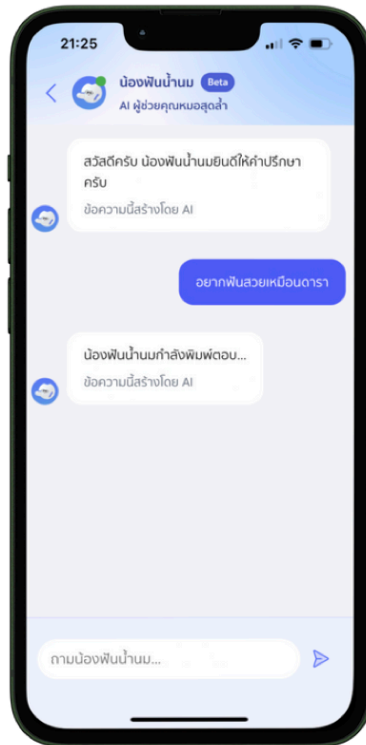 21:25
น้องฟันน้ำนม Beta
AI ผู้ช่วยคุณหมอสุดล้ำ
สวัสดีครับ น้องฟันน้ำนมยินดีให้คำปรึกษา
ครับ
ข้อความนี้สร้างโดย AI
อยากฟันสวยเหมือนดารา
น้องฟันน้ำนมกำลังพิมพ์ตอบ...
ข้อความนี้สร้างโดย AI
ถามน้องฟันน้ำนม...